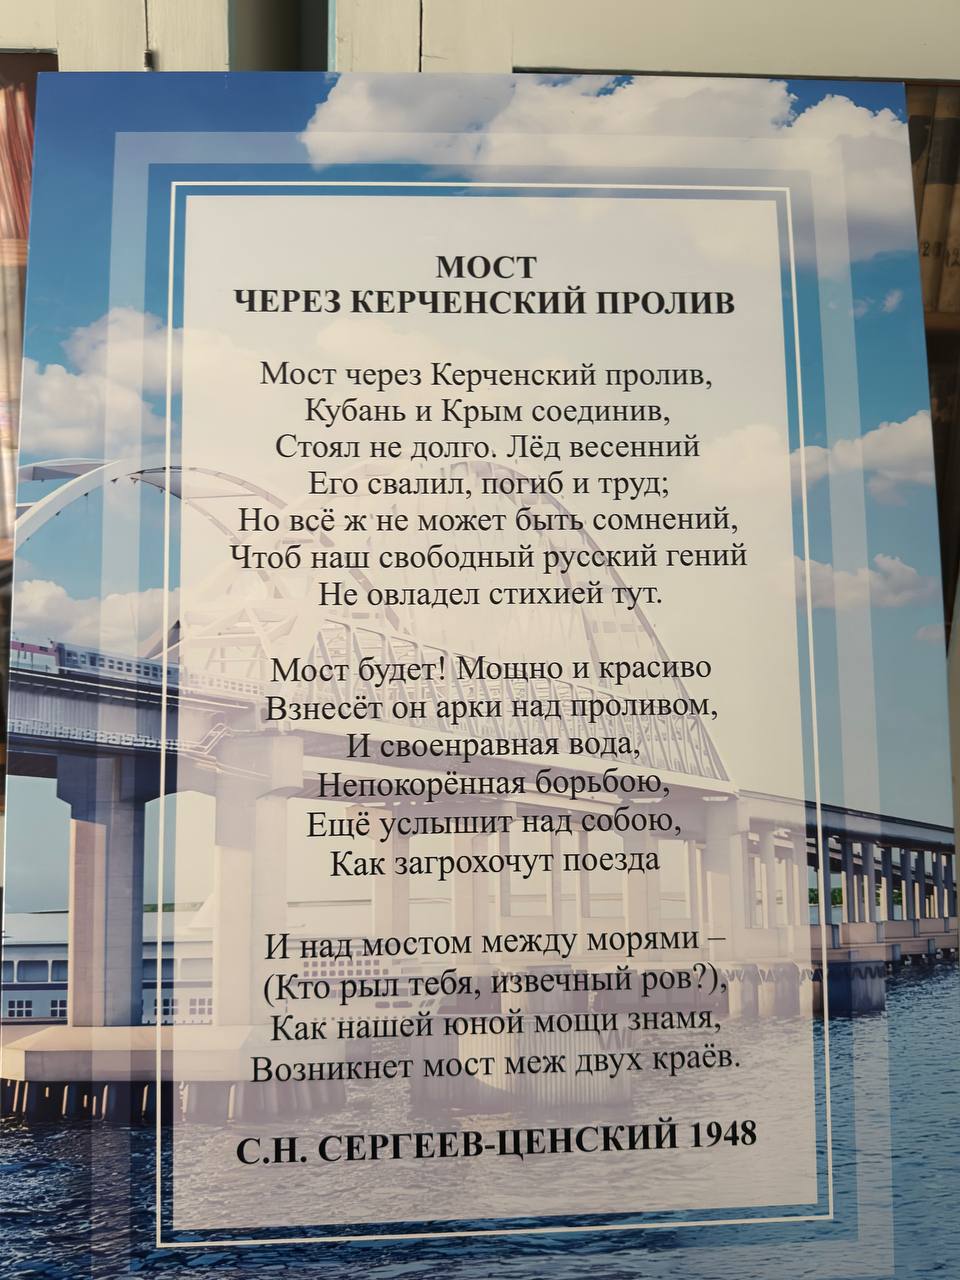 МОСТ
ЧЕРЕЗ КЕРЧЕНСКИЙ ПРОЛИВ
Мост через Керченский пролив,
Кубань и Крым соединив,
Стоял не долго. Лёд весенний
Его свалил, погиб и труд;
Но всё ж не может быть сомнений,
Чтоб наш свободный русский гений
Не овладел стихией тут.
Мост будет! Мощно и красиво
Взнесёт он арки над проливом,
И своенравная вода,
Непокорённая борьбою,
Ещё услышит над собою,
Как загрохочут поезда
И над мостом между морями –
(Кто рыл тебя, извечный ров?),
Как нашей юной мощи знамя,
Возникнет мост меж двух краёв.
С.Н. СЕРГЕЕВ-ЦЕНСКИЙ 1948